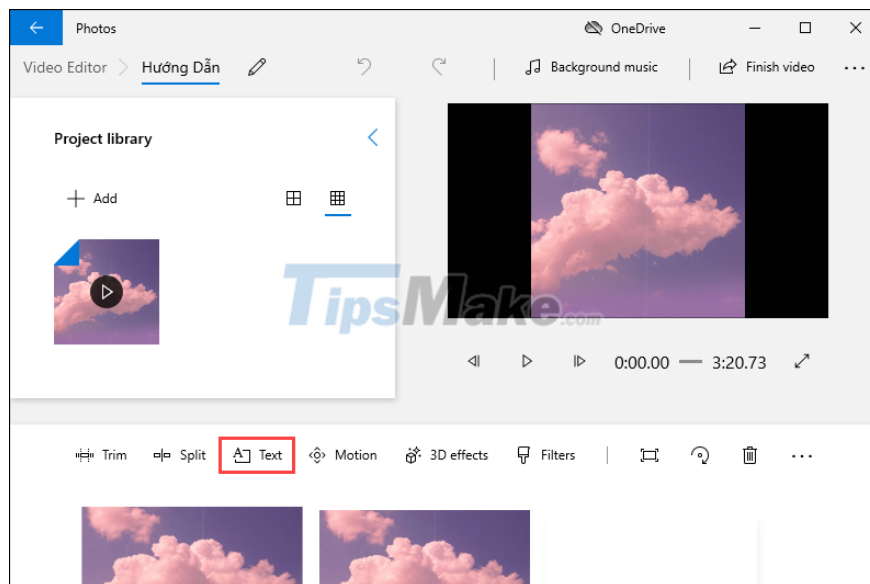 Photos OneDrive
Video Editor Hướng Dẫn Background music Finish video
Project library
Add
TipsMake.com
0:00.00 3:20.73
Trim Split Text Motion 3D effects Filters